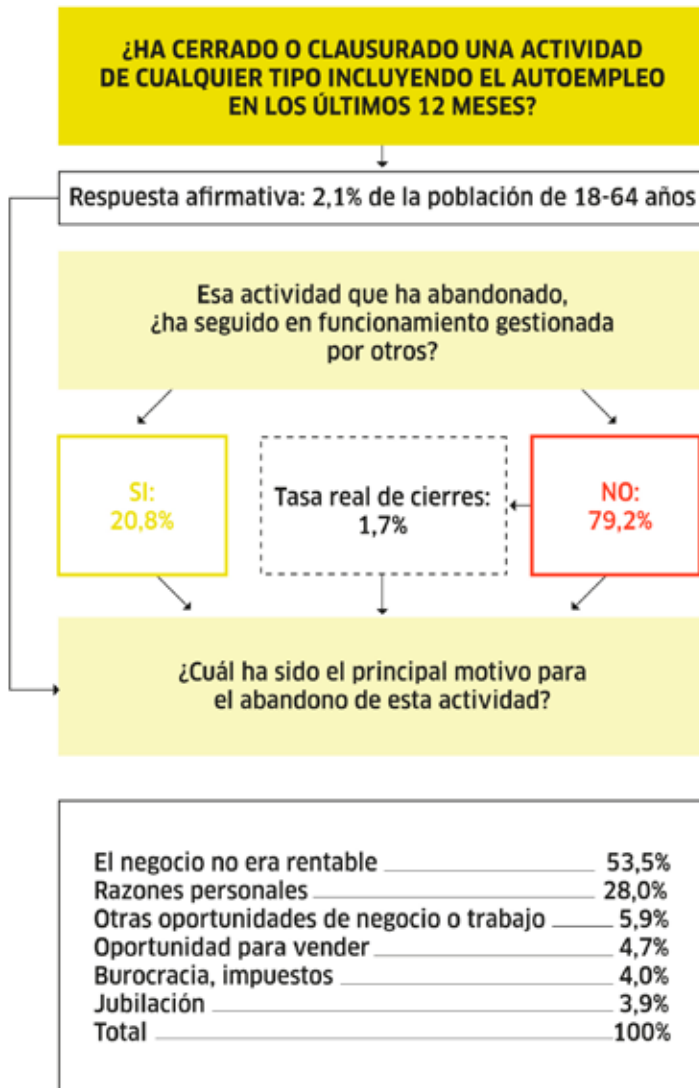 ¿HA CERRADO O CLAUSURADO UNA ACTIVIDAD
DE CUALQUIER TIPO INCLUYENDO EL AUTOEMPLEO
EN LOS ÚLTIMOS 12 MESES?
Respuesta afirmativa: 2,1% de la población de 18-64 años
Esa actividad que ha abandonado,
¿ha seguido en funcionamiento gestionada
por otros?
SI:
20,8%
Tasa real de cierres:
1,7%
NO:
79,2%
¿Cuál ha sido el principal motivo para
el abandono de esta actividad?
El negocio no era rentable 53,5%
Razones personales 28,0%
Otras oportunidades de negocio o trabajo 5,9%
Oportunidad para vender 4,7%
Burocracia, impuestos 4,0%
Jubilación 3,9%
Total 100%